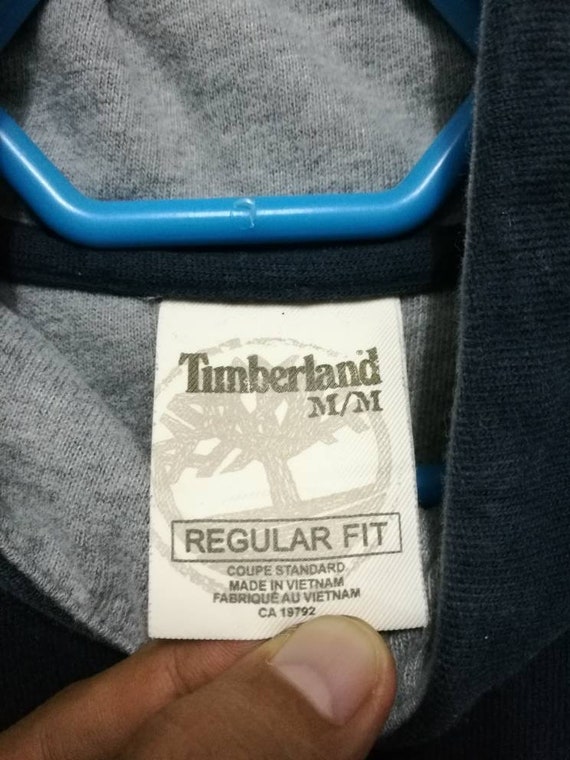 Timberland
M/M
REGULAR FIT
COUPE STANDARD
MADE IN VIETNAM
FABRIQUÉ AU VIETNAM
CA 19792